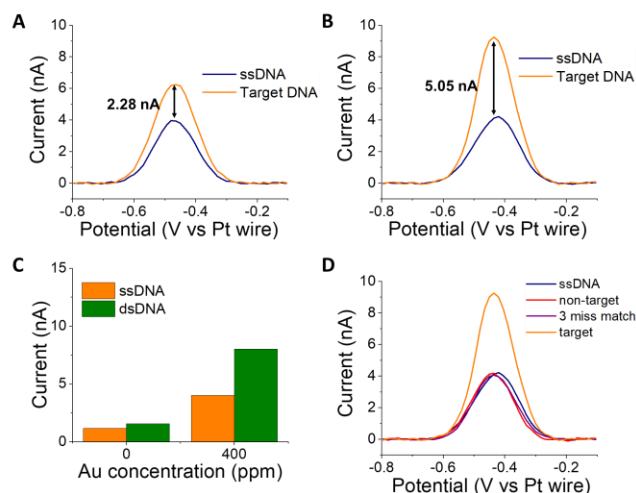 A
10
8
6
4
2
0
Current (nA)
ssDNA
Target DNA
2.28 nA
-0.8 -0.6 -0.4 -0.2
Potential (V vs Pt wire)
B
10
8
6
4
2
0
Current (nA)
ssDNA
Target DNA
5.05 nA
-0.8 -0.6 -0.4 -0.2
Potential (V vs Pt wire)
C
15
10
5
0
Current (nA)
ssDNA
dsDNA
0 400
Au concentration (ppm)
D
10
8
6
4
2
0
Current (nA)
ssDNA
non-target
3 miss match
target
-0.8 -0.6 -0.4 -0.2
Potential (V vs Pt wire)